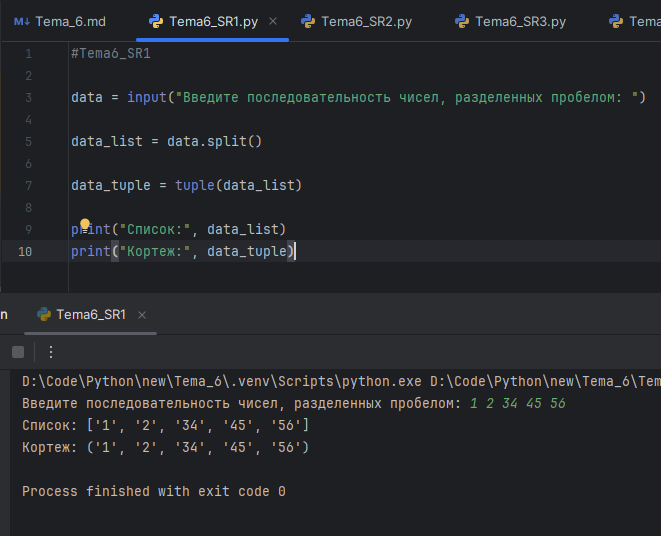 Tema_6.md Tema6_SR1.py Tema6_SR2.py Tema6_SR3.py Tema
1 #Tema6_SR1
2
3 data = input("Введите последовательность чисел, разделенных пробелом: ")
4
5 data_list = data.split()
6
7 data_tuple = tuple(data_list)
8
9 print("Список:", data_list)
10 print("Кортеж:", data_tuple)
n Tema6_SR1
D:\Code\Python\new\Tema_6\.venv\Scripts\python.exe D:\Code\Python\new\Tema_6\Tem
Введите последовательность чисел, разделенных пробелом: 1 2 34 45 56
Список: ['1', '2', '34', '45', '56']
Кортеж: ('1', '2', '34', '45', '56')
Process finished with exit code 0